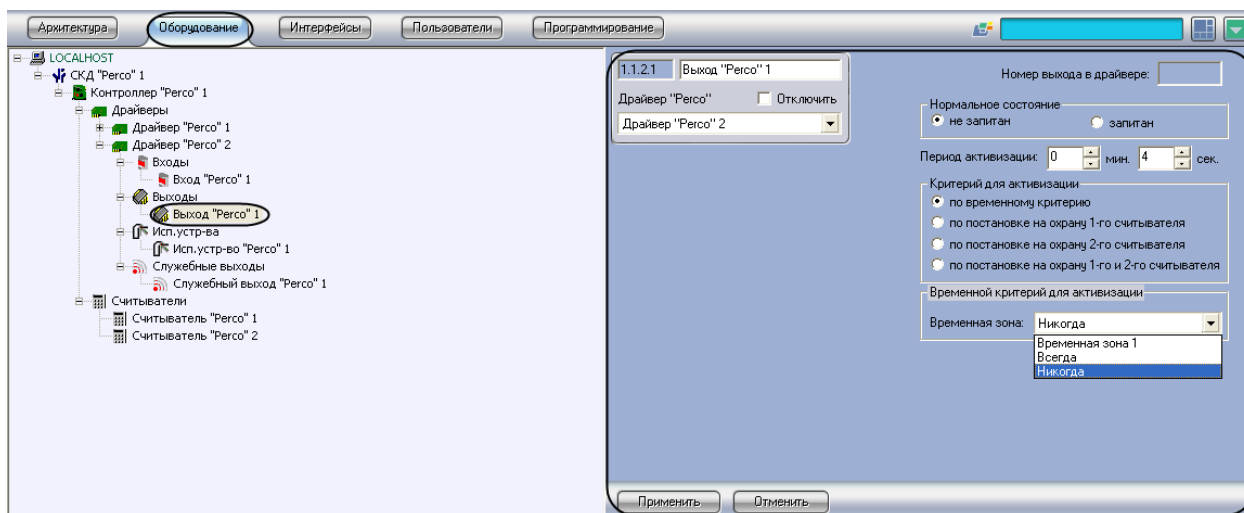 Архитектура Оборудование Интерфейсы Пользователи Программирование
LOCALHOST
СКД "Perco" 1
Контроллер "Perco" 1
Драйверы
Драйвер "Perco" 1
Драйвер "Perco" 2
Входы
Вход "Perco" 1
Выходы
Выход "Perco" 1
Исп.устр-ва
Исп.устр-во "Perco" 1
Служебные выходы
Служебный выход "Perco" 1
Считыватели
Считыватель "Perco" 1
Считыватель "Perco" 2
1.1.2.1 Выход "Perco" 1
Драйвер "Perco" Отключить
Драйвер "Perco" 2
Номер выхода в драйвере:
Нормальное состояние
не запитан запитан
Период активизации: 0 мин. 4 сек.
Критерий для активизации
по временному критерию
по постановке на охрану 1-го считывателя
по постановке на охрану 2-го считывателя
по постановке на охрану 1-го и 2-го считывателя
Временной критерий для активизации
Временная зона: Никогда
Временная зона 1
Всегда
Никогда
Применить Отменить